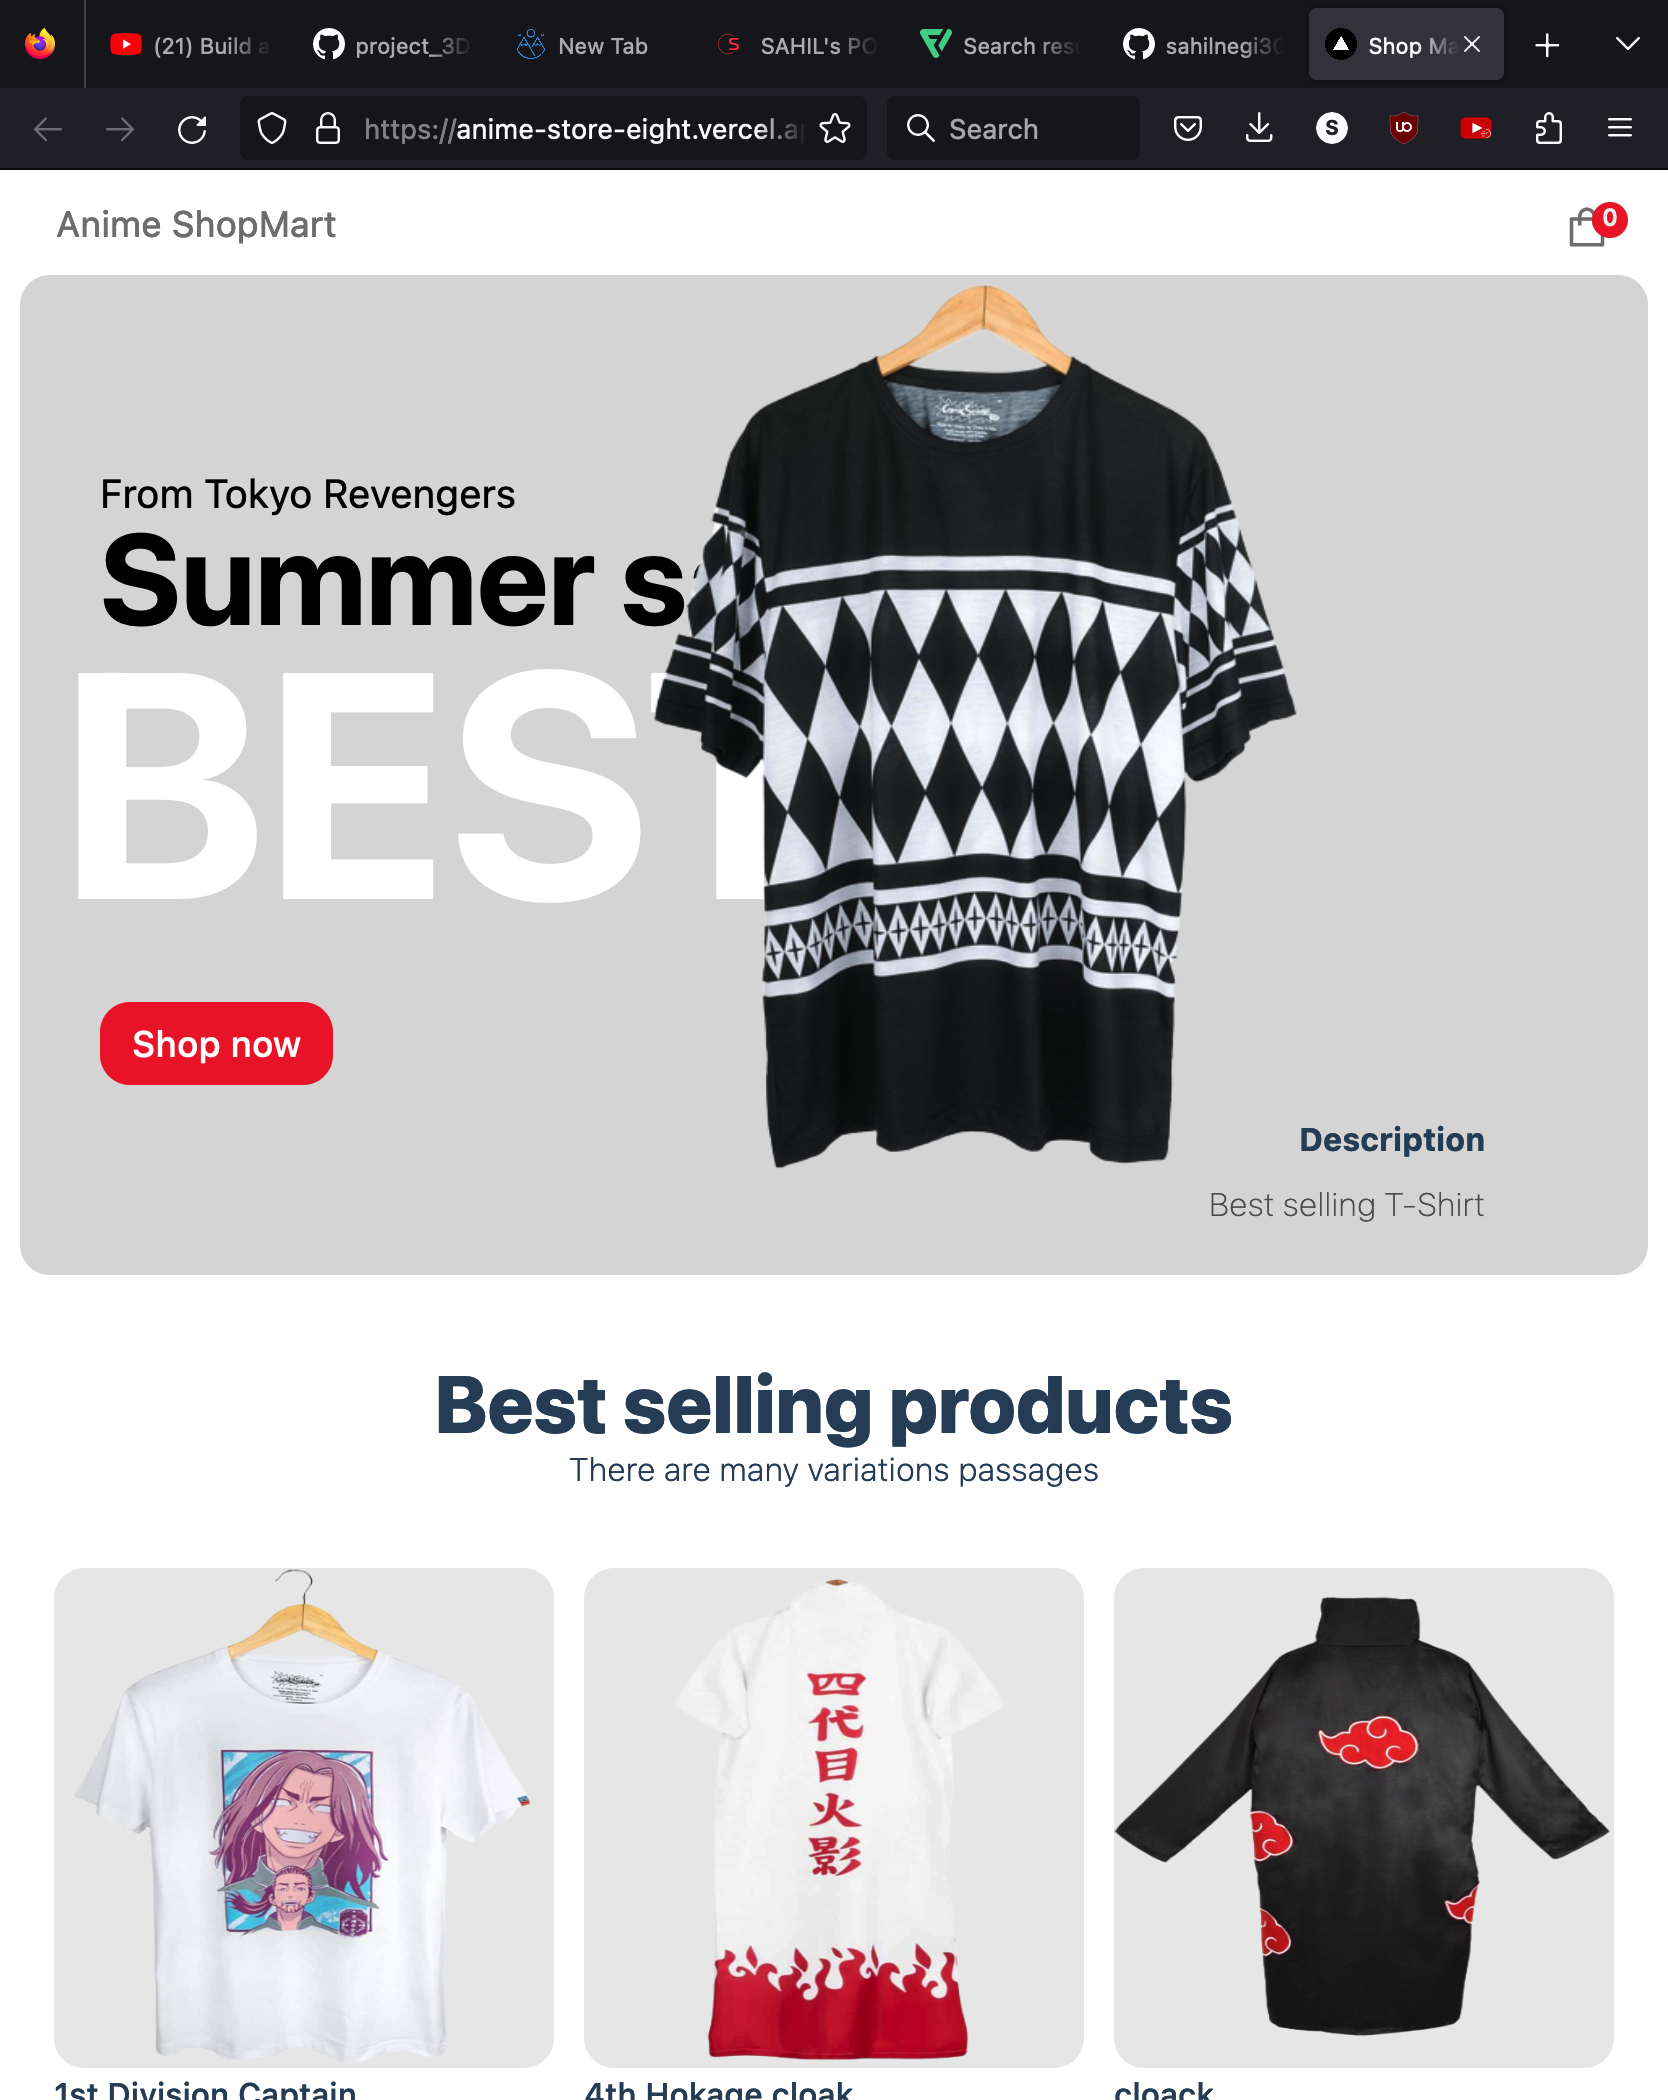 (21) Build a
project_3D
New Tab
SAHIL's PO
Search resu
sahilnegi30
Shop Ma
https://anime-store-eight.vercel.ap
Search
S
Anime ShopMart
0
From Tokyo Revengers
Summer sa
BEST
Shop now
Description
Best selling T-Shirt
Best selling products
There are many variations passages
四
代
目
火
影
1st Division Captain
4th Hokage cloak
cloack